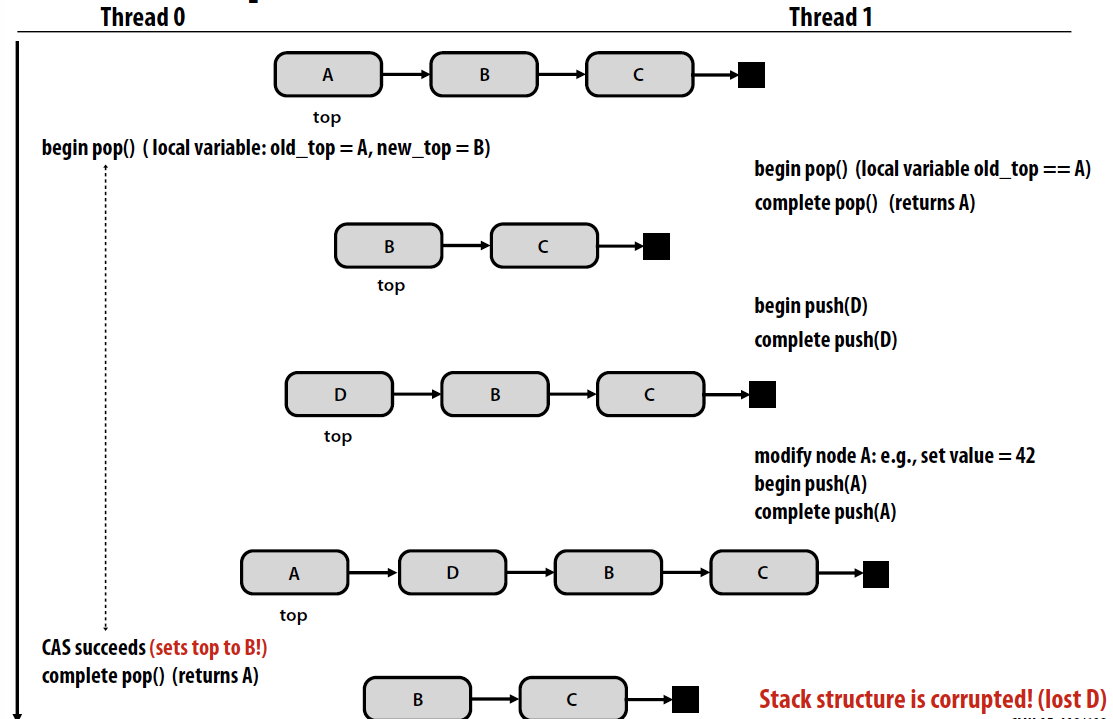 Thread 0
Thread 1
A B C
top
begin pop() ( local variable: old_top = A, new_top = B)
begin pop() (local variable old_top == A)
complete pop() (returns A)
B C
top
begin push(D)
complete push(D)
D B C
top
modify node A: e.g., set value = 42
begin push(A)
complete push(A)
A D B C
top
CAS succeeds (sets top to B!)
complete pop() (returns A)
B C
Stack structure is corrupted! (lost D)